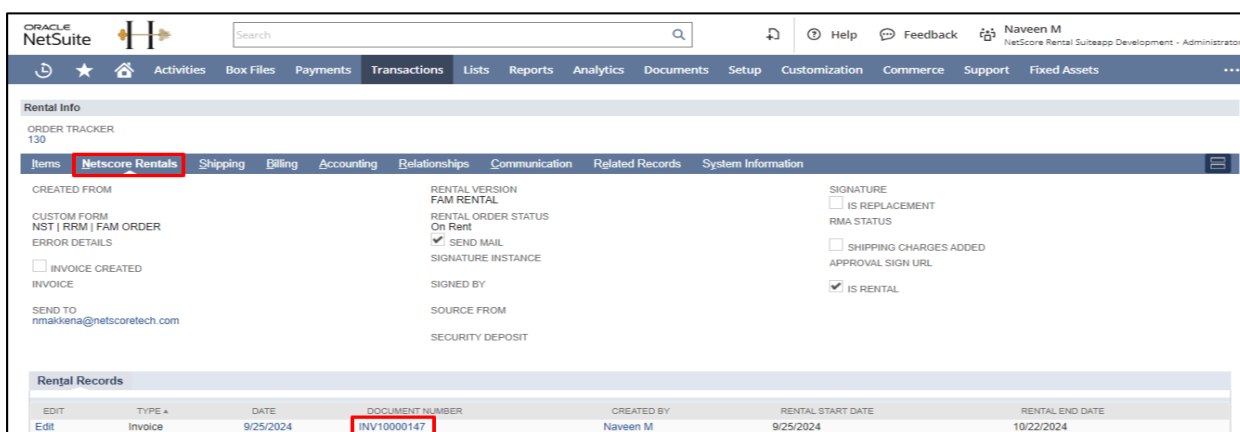 ORACLE
NetSuite
Search
Help Feedback
Naveen M
NetScore Rental Suiteapp Development - Administrator
Activities Box Files Payments Transactions Lists Reports Analytics Documents Setup Customization Commerce Support Fixed Assets
Rental Info
ORDER TRACKER
130
Items Netscore Rentals Shipping Billing Accounting Relationships Communication Related Records System Information
CREATED FROM
CUSTOM FORM
NST | RRM | FAM ORDER
ERROR DETAILS
INVOICE CREATED
INVOICE
SEND TO
nmakkena@netscoretech.com
RENTAL VERSION
FAM RENTAL
RENTAL ORDER STATUS
On Rent
SEND MAIL
SIGNATURE INSTANCE
SIGNED BY
SOURCE FROM
SECURITY DEPOSIT
SIGNATURE
IS REPLACEMENT
RMA STATUS
SHIPPING CHARGES ADDED
APPROVAL SIGN URL
IS RENTAL
Rental Records
EDIT TYPE DATE DOCUMENT NUMBER CREATED BY RENTAL START DATE RENTAL END DATE
Edit Invoice 9/25/2024 INV10000147 Naveen M 9/25/2024 10/22/2024